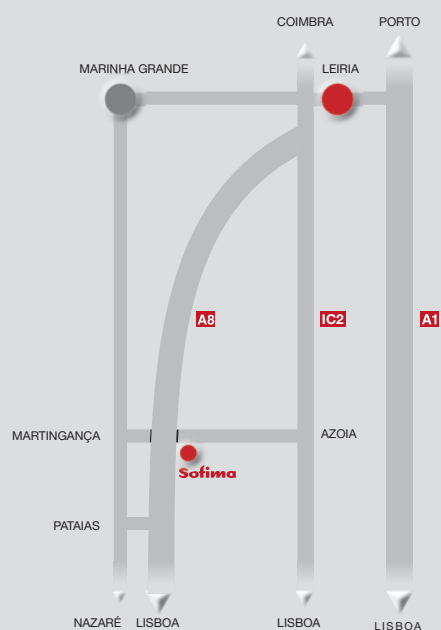 COIMBRA
PORTO
MARINHA GRANDE
LEIRIA
A8
IC2
A1
MARTINGANÇA
AZOIA
Sofima
PATAIAS
NAZARÉ
LISBOA
LISBOA
LISBOA